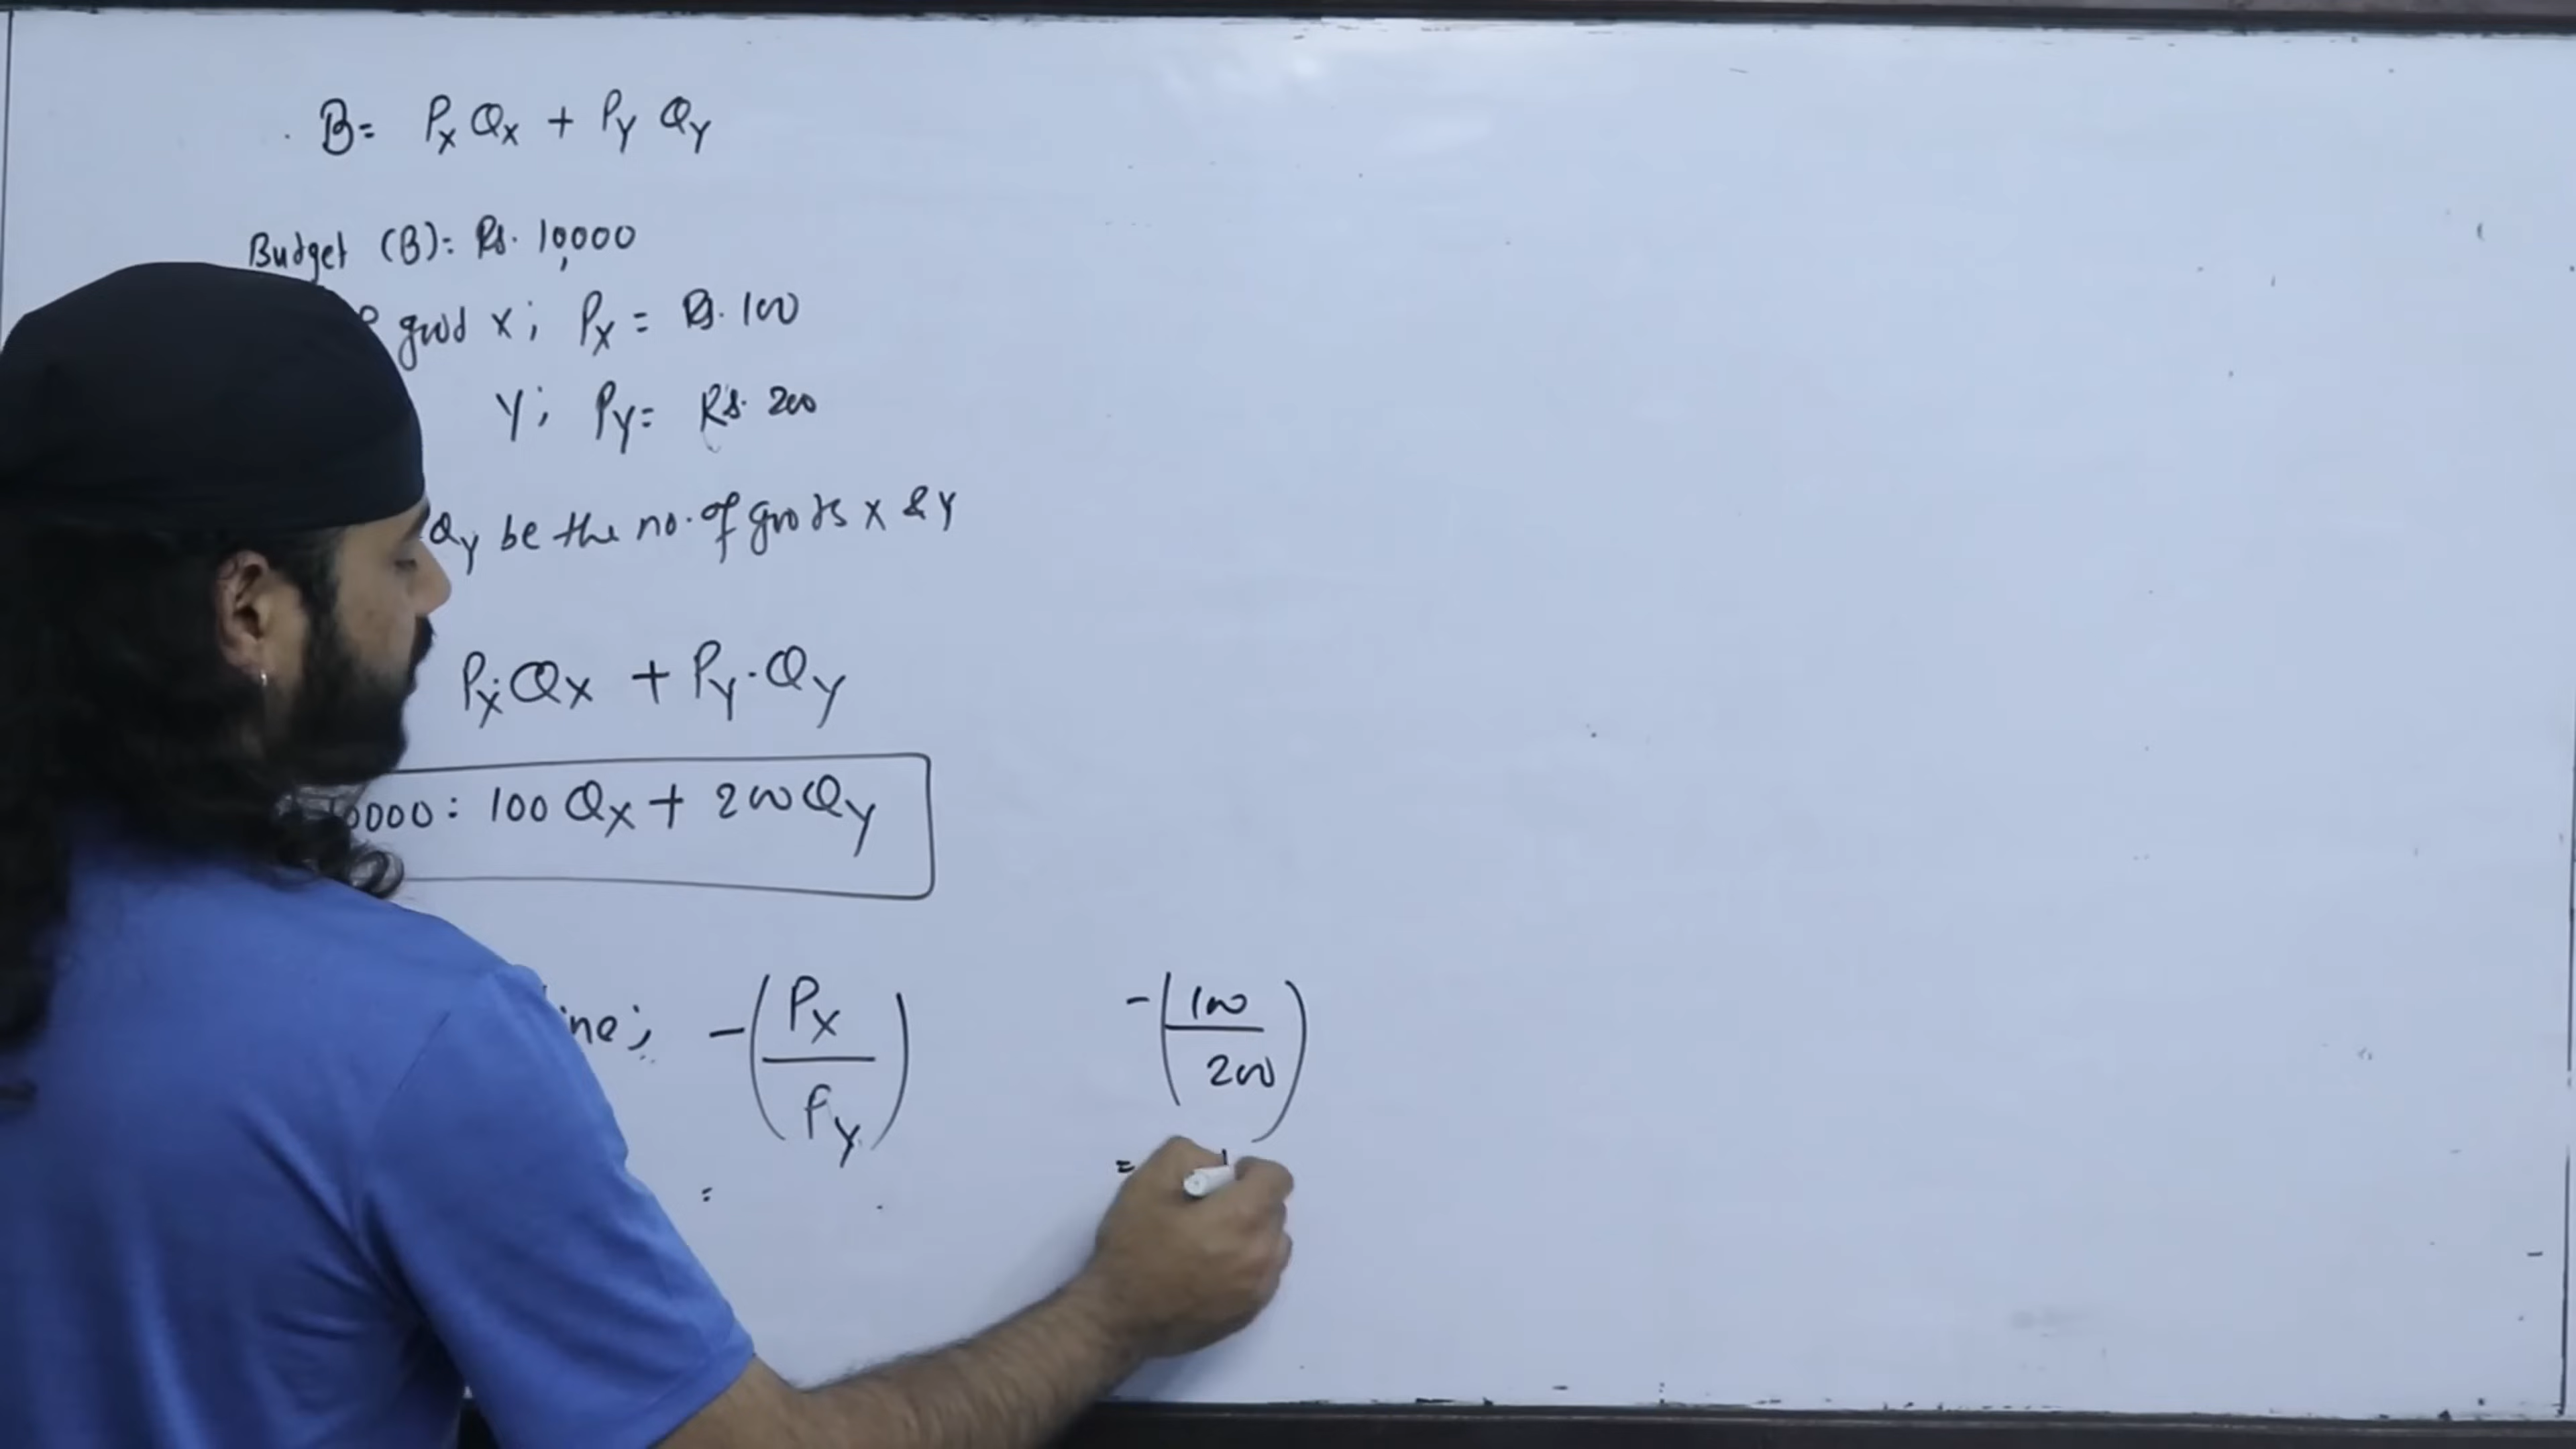 B= Px Qx + Py Qy
Budget (B): Rs. 10,000
good x; Px = Rs. 100
Y; Py= Rs. 200
Qy be the no. of goods x & y
Px.Qx + Py.Qy
0000: 100 Qx + 200 Qy
ine; -(Px/Py) -(100/200)
= =